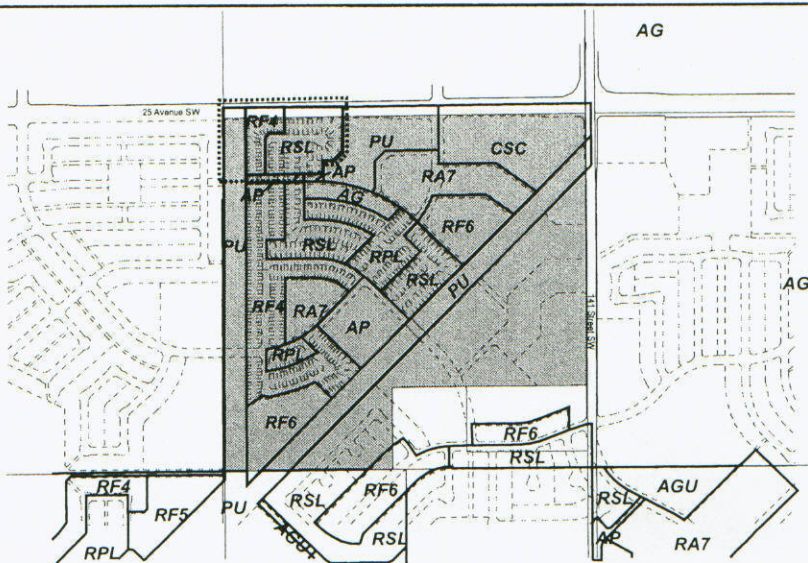 AG
25 Avenue SW
RF4
RSL
PU
CSC
AP
RA7
AP
AG
RF6
PU
RSL
RPL
RSL
PU
AG
RF4
RA7
AP
141 Street SW
RPL
RF6
RF6
RSL
RF4
RF5
PU
RSL
RF6
AGU
RSL
RPL
RSL
AP
RA7